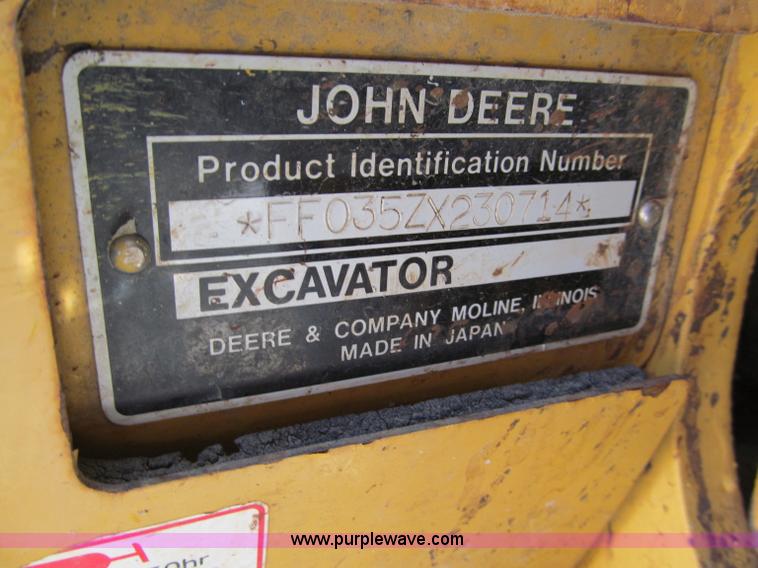 JOHN DEERE
Product Identification Number
*FF035ZX230714*
EXCAVATOR
DEERE & COMPANY MOLINE, ILLINOIS
MADE IN JAPAN
www.purplewave.com